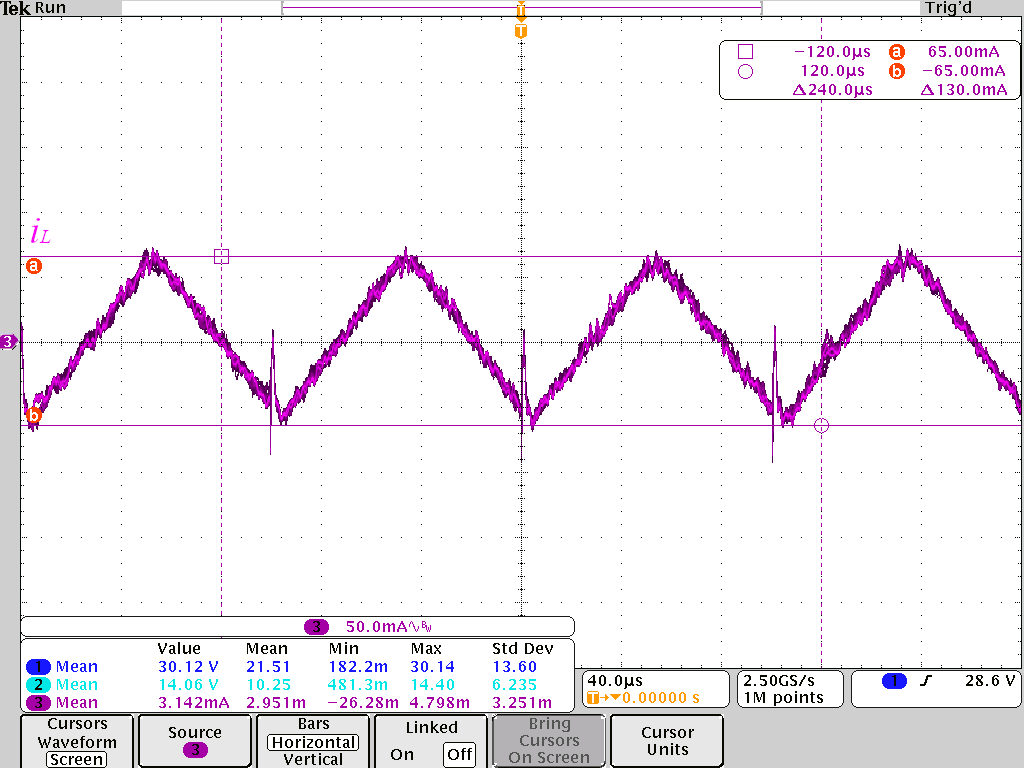 Tek Run Trig'd
T
T
−120.0µs a 65.00mA
120.0µs b −65.00mA
Δ240.0µs Δ130.0mA
iL
a
3
b
3 50.0mA∿BW
Value Mean Min Max Std Dev
1 Mean 30.12 V 21.51 182.2m 30.14 13.60
2 Mean 14.06 V 10.25 481.3m 14.40 6.235
3 Mean 3.142mA 2.951m −26.28m 4.798m 3.251m
40.0µs
T→▼0.00000 s
2.50GS/s
1M points
1 28.6 V
Cursors
Waveform
Screen
Source
3
Bars
Horizontal
Vertical
Linked
On Off
Bring
Cursors
On Screen
Cursor
Units